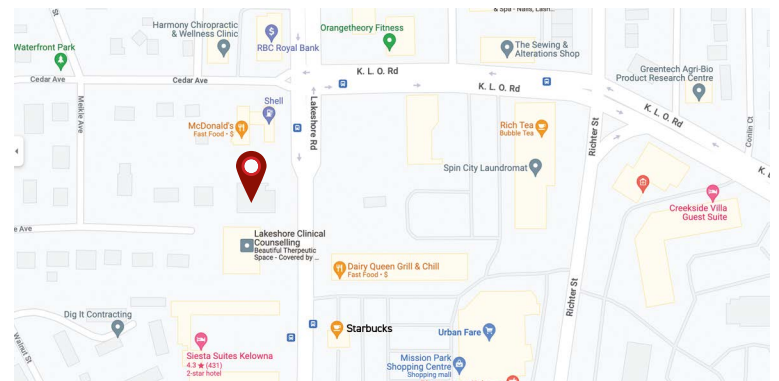 & Spa - Nails, Lash...
Harmony Chiropractic
& Wellness Clinic
Orangetheory Fitness
RBC Royal Bank
The Sewing &
Alterations Shop
Waterfront Park
St
Greentech Agri-Bio
Product Research Centre
Cedar Ave
Cedar Ave
K. L. O. Rd
K. L. O. Rd
K. L. O. Rd
Meikle Ave
Shell
Lakeshore Rd
McDonald's
Fast Food • $
Rich Tea
Bubble Tea
Richter St
Conlin Ct
Spin City Laundromat
K. L
Creekside Villa
Guest Suite
e Ave
Lakeshore Clinical
Counselling
Beautiful Therpeutic
Space - Covered by ...
Dairy Queen Grill & Chill
Fast Food • $
Richter St
Dig It Contracting
Starbucks
Urban Fare
Walnut St
Siesta Suites Kelowna
4.3 ★ (431)
2-star hotel
Mission Park
Shopping Centre
Shopping mall